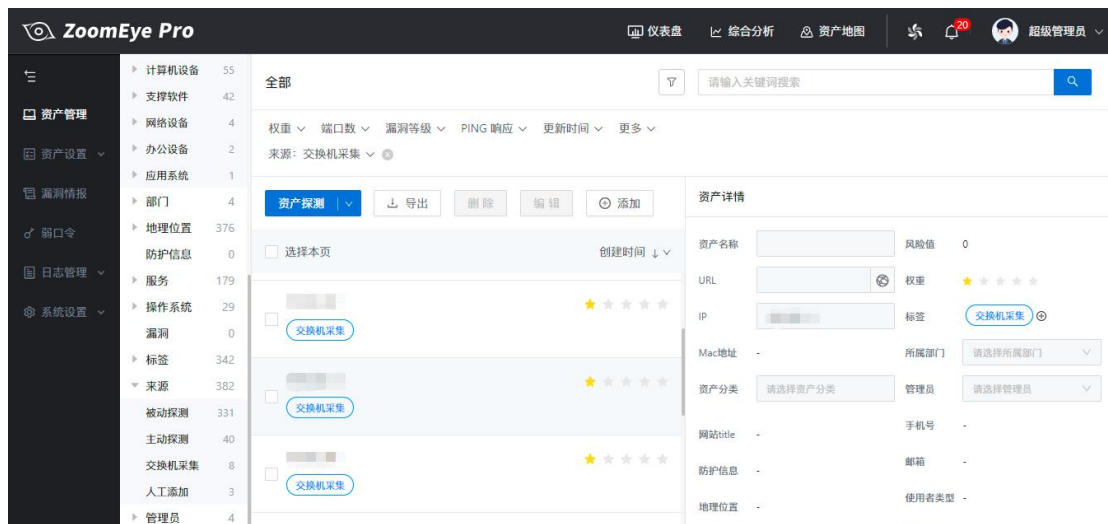 ZoomEye Pro
仪表盘
综合分析
资产地图
20
超级管理员
资产管理
资产设置
漏洞情报
弱口令
日志管理
系统设置
计算机设备 55
支撑软件 42
网络设备 4
办公设备 2
应用系统 1
部门 4
地理位置 376
防护信息 0
服务 179
操作系统 29
漏洞 0
标签 342
来源 382
被动探测 331
主动探测 40
交换机采集 8
人工添加 3
管理员 4
全部
请输入关键词搜索
权重 端口数 漏洞等级 PING 响应 更新时间 更多
来源：交换机采集
资产探测 导出 删除 编辑 添加
选择本页 创建时间
交换机采集
交换机采集
交换机采集
资产详情
资产名称 风险值 0
URL 权重
IP 标签 交换机采集
Mac地址 - 所属部门 请选择所属部门
资产分类 请选择资产分类 管理员 请选择管理员
网站title - 手机号 -
防护信息 - 邮箱 -
地理位置 - 使用者类型 -